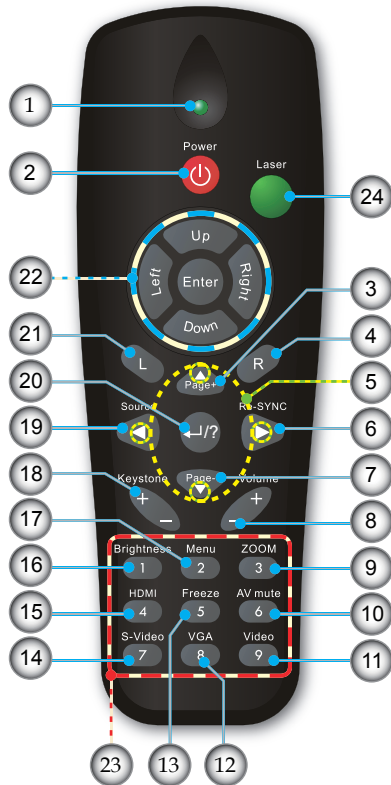 1
Power
2
Laser
24
Up
22
Left
Enter
Right
3
Down
21
L
R
4
Page+
5
20
Source
Re-SYNC
19
↵/?
6
18
Keystone
Page-
Volume
7
+
+
17
−
−
8
Brightness
Menu
ZOOM
16
1
2
3
9
HDMI
Freeze
AV mute
15
4
5
6
10
S-Video
VGA
Video
14
7
8
9
11
23
13
12